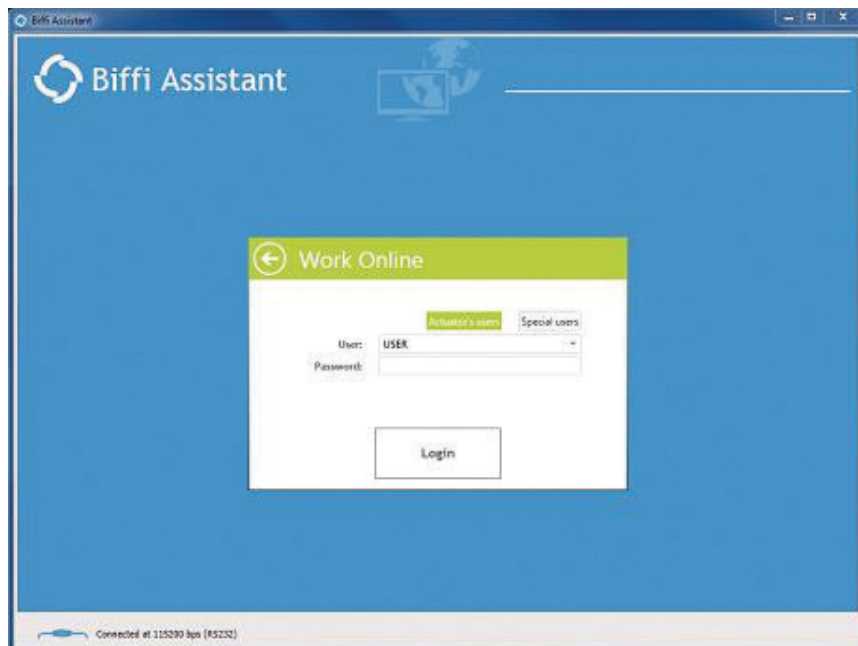 Biffi Assistant
Biffi Assistant
Work Online
Actuator's users Special users
User: USER
Password:
Login
Connected at 115200 bps (RS232)